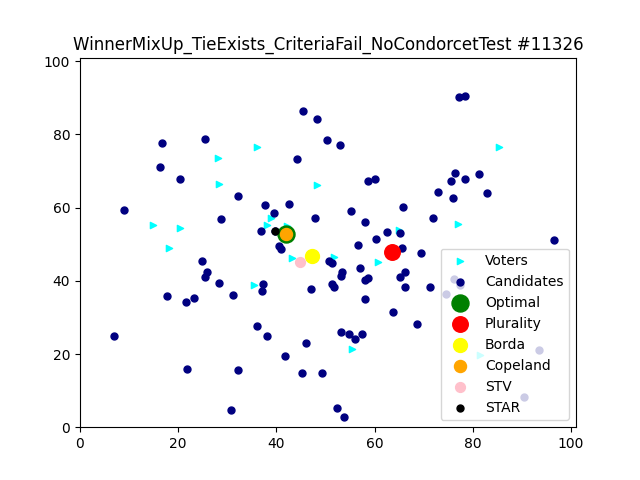 WinnerMixUp_TieExists_CriteriaFail_NoCondorcetTest #11326
100
80
60
40
20
0
0 20 40 60 80 100
Voters
Candidates
Optimal
Plurality
Borda
Copeland
STV
STAR